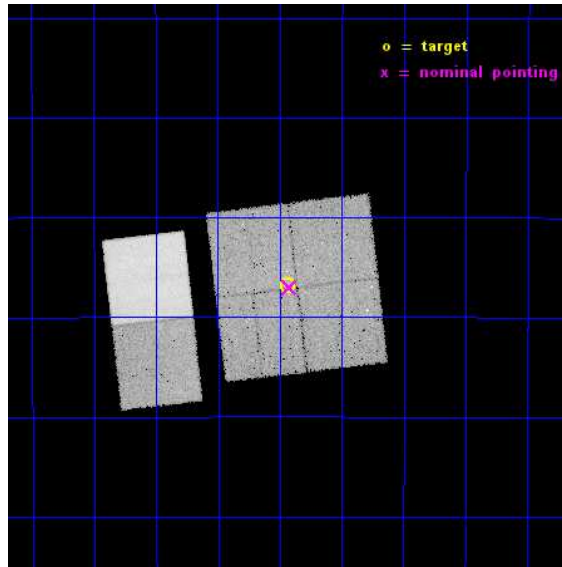 o = target
x = nominal pointing